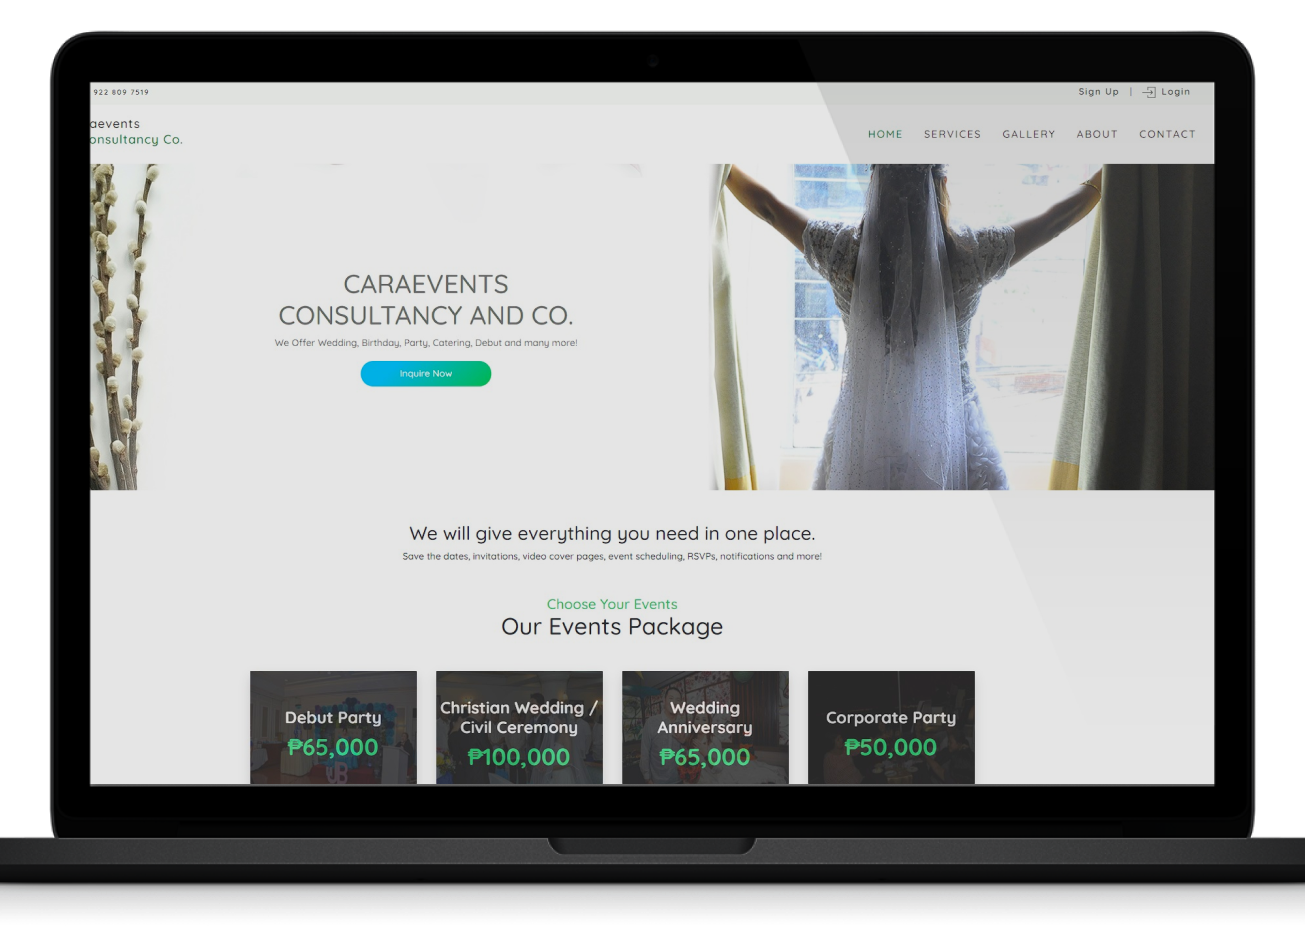 922 809 7519
Sign Up | Login
aevents
onsultancy Co.
HOME SERVICES GALLERY ABOUT CONTACT
CARAEVENTS
CONSULTANCY AND CO.
We Offer Wedding, Birthday, Party, Catering, Debut and many more!
Inquire Now
We will give everything you need in one place.
Save the dates, invitations, video cover pages, event scheduling, RSVPs, notifications and more!
Choose Your Events
Our Events Package
Debut Party
₱65,000
Christian Wedding /
Civil Ceremony
₱100,000
Wedding
Anniversary
₱65,000
Corporate Party
₱50,000